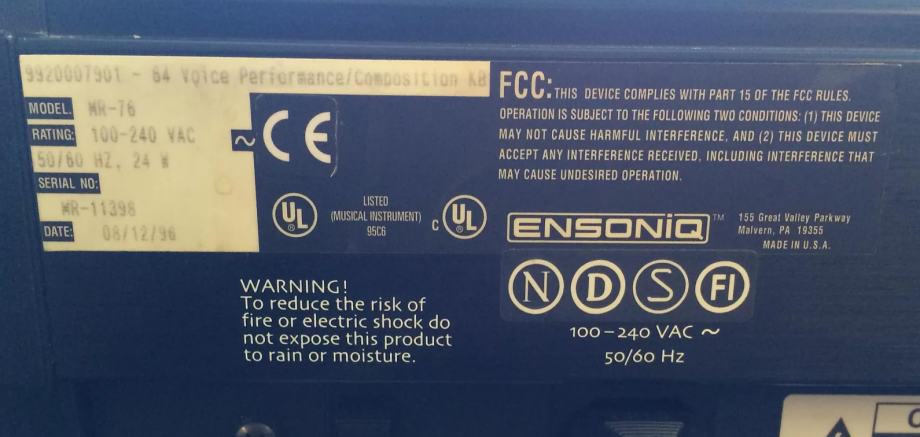 9920007901 - 64 Voice Performance/Composition KB
MODEL MR-76
RATING: 100-240 VAC ~
50/60 HZ, 24 W
SERIAL NO:
MR-11398
DATE: 08/12/96
CE
FCC: THIS DEVICE COMPLIES WITH PART 15 OF THE FCC RULES.
OPERATION IS SUBJECT TO THE FOLLOWING TWO CONDITIONS: (1) THIS DEVICE
MAY NOT CAUSE HARMFUL INTERFERENCE, AND (2) THIS DEVICE MUST
ACCEPT ANY INTERFERENCE RECEIVED, INCLUDING INTERFERENCE THAT
MAY CAUSE UNDESIRED OPERATION.
UL ®
LISTED
(MUSICAL INSTRUMENT)
95C6
C UL ®
ENSONIQ™
155 Great Valley Parkway
Malvern, PA 19355
MADE IN U.S.A.
WARNING!
To reduce the risk of
fire or electric shock do
not expose this product
to rain or moisture.
N D S FI
100-240 VAC ~
50/60 Hz